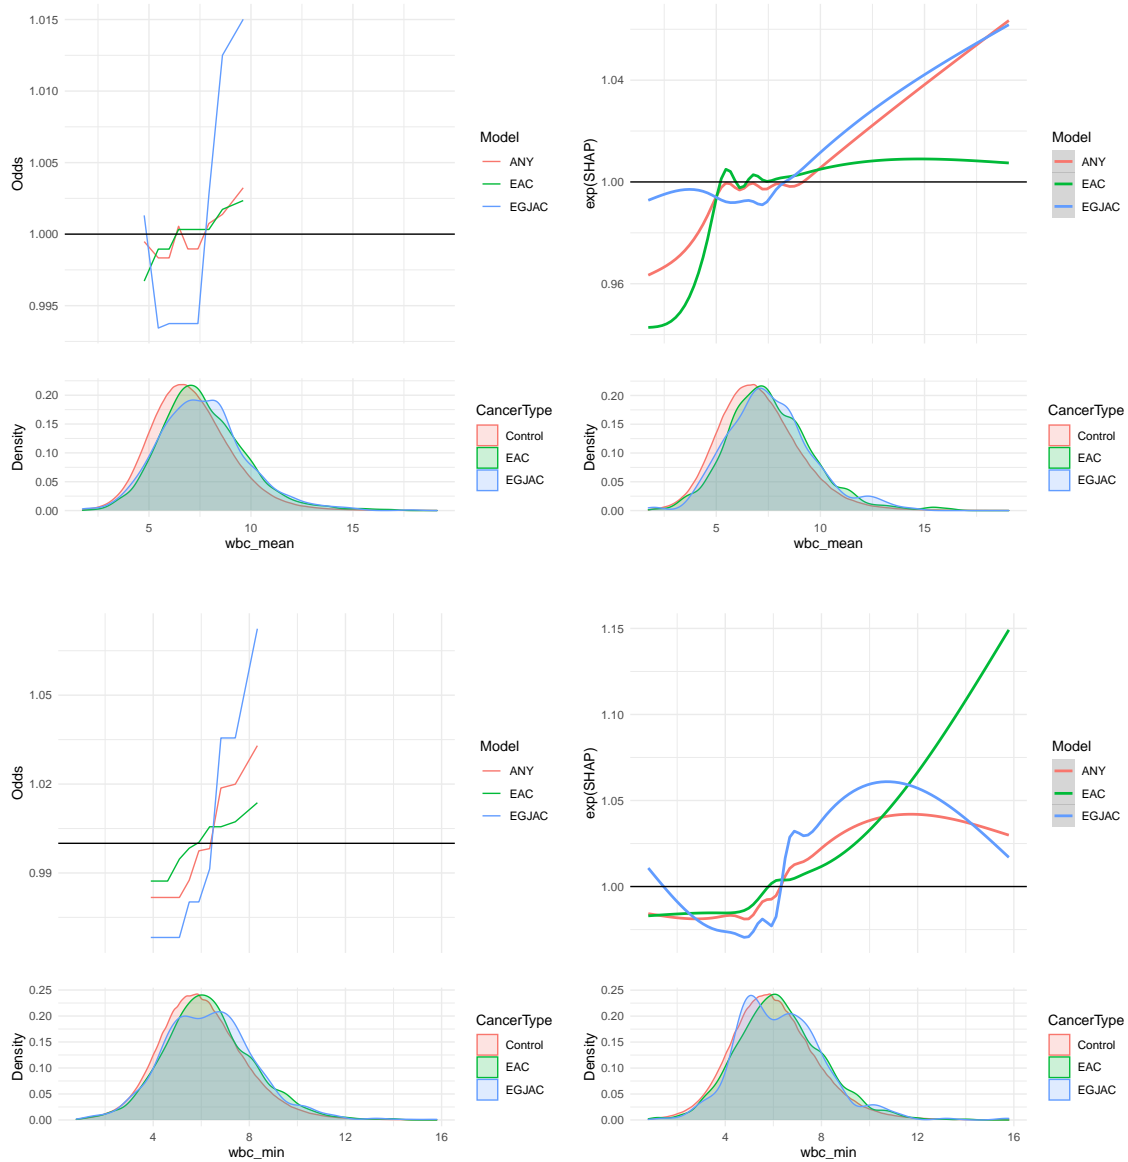 1.015
1.010
1.005
1.000
0.995
Odds
Model
ANY
EAC
EGJAC
0.20
0.15
0.10
0.05
0.00
Density
5
10
15
wbc_mean
CancerType
Control
EAC
EGJAC
1.04
1.00
0.96
exp(SHAP)
Model
ANY
EAC
EGJAC
0.20
0.15
0.10
0.05
0.00
Density
5
10
15
wbc_mean
CancerType
Control
EAC
EGJAC
1.05
1.02
0.99
Odds
Model
ANY
EAC
EGJAC
0.25
0.20
0.15
0.10
0.05
0.00
Density
4
8
12
16
wbc_min
CancerType
Control
EAC
EGJAC
1.15
1.10
1.05
1.00
exp(SHAP)
Model
ANY
EAC
EGJAC
0.25
0.20
0.15
0.10
0.05
0.00
Density
4
8
12
16
wbc_min
CancerType
Control
EAC
EGJAC